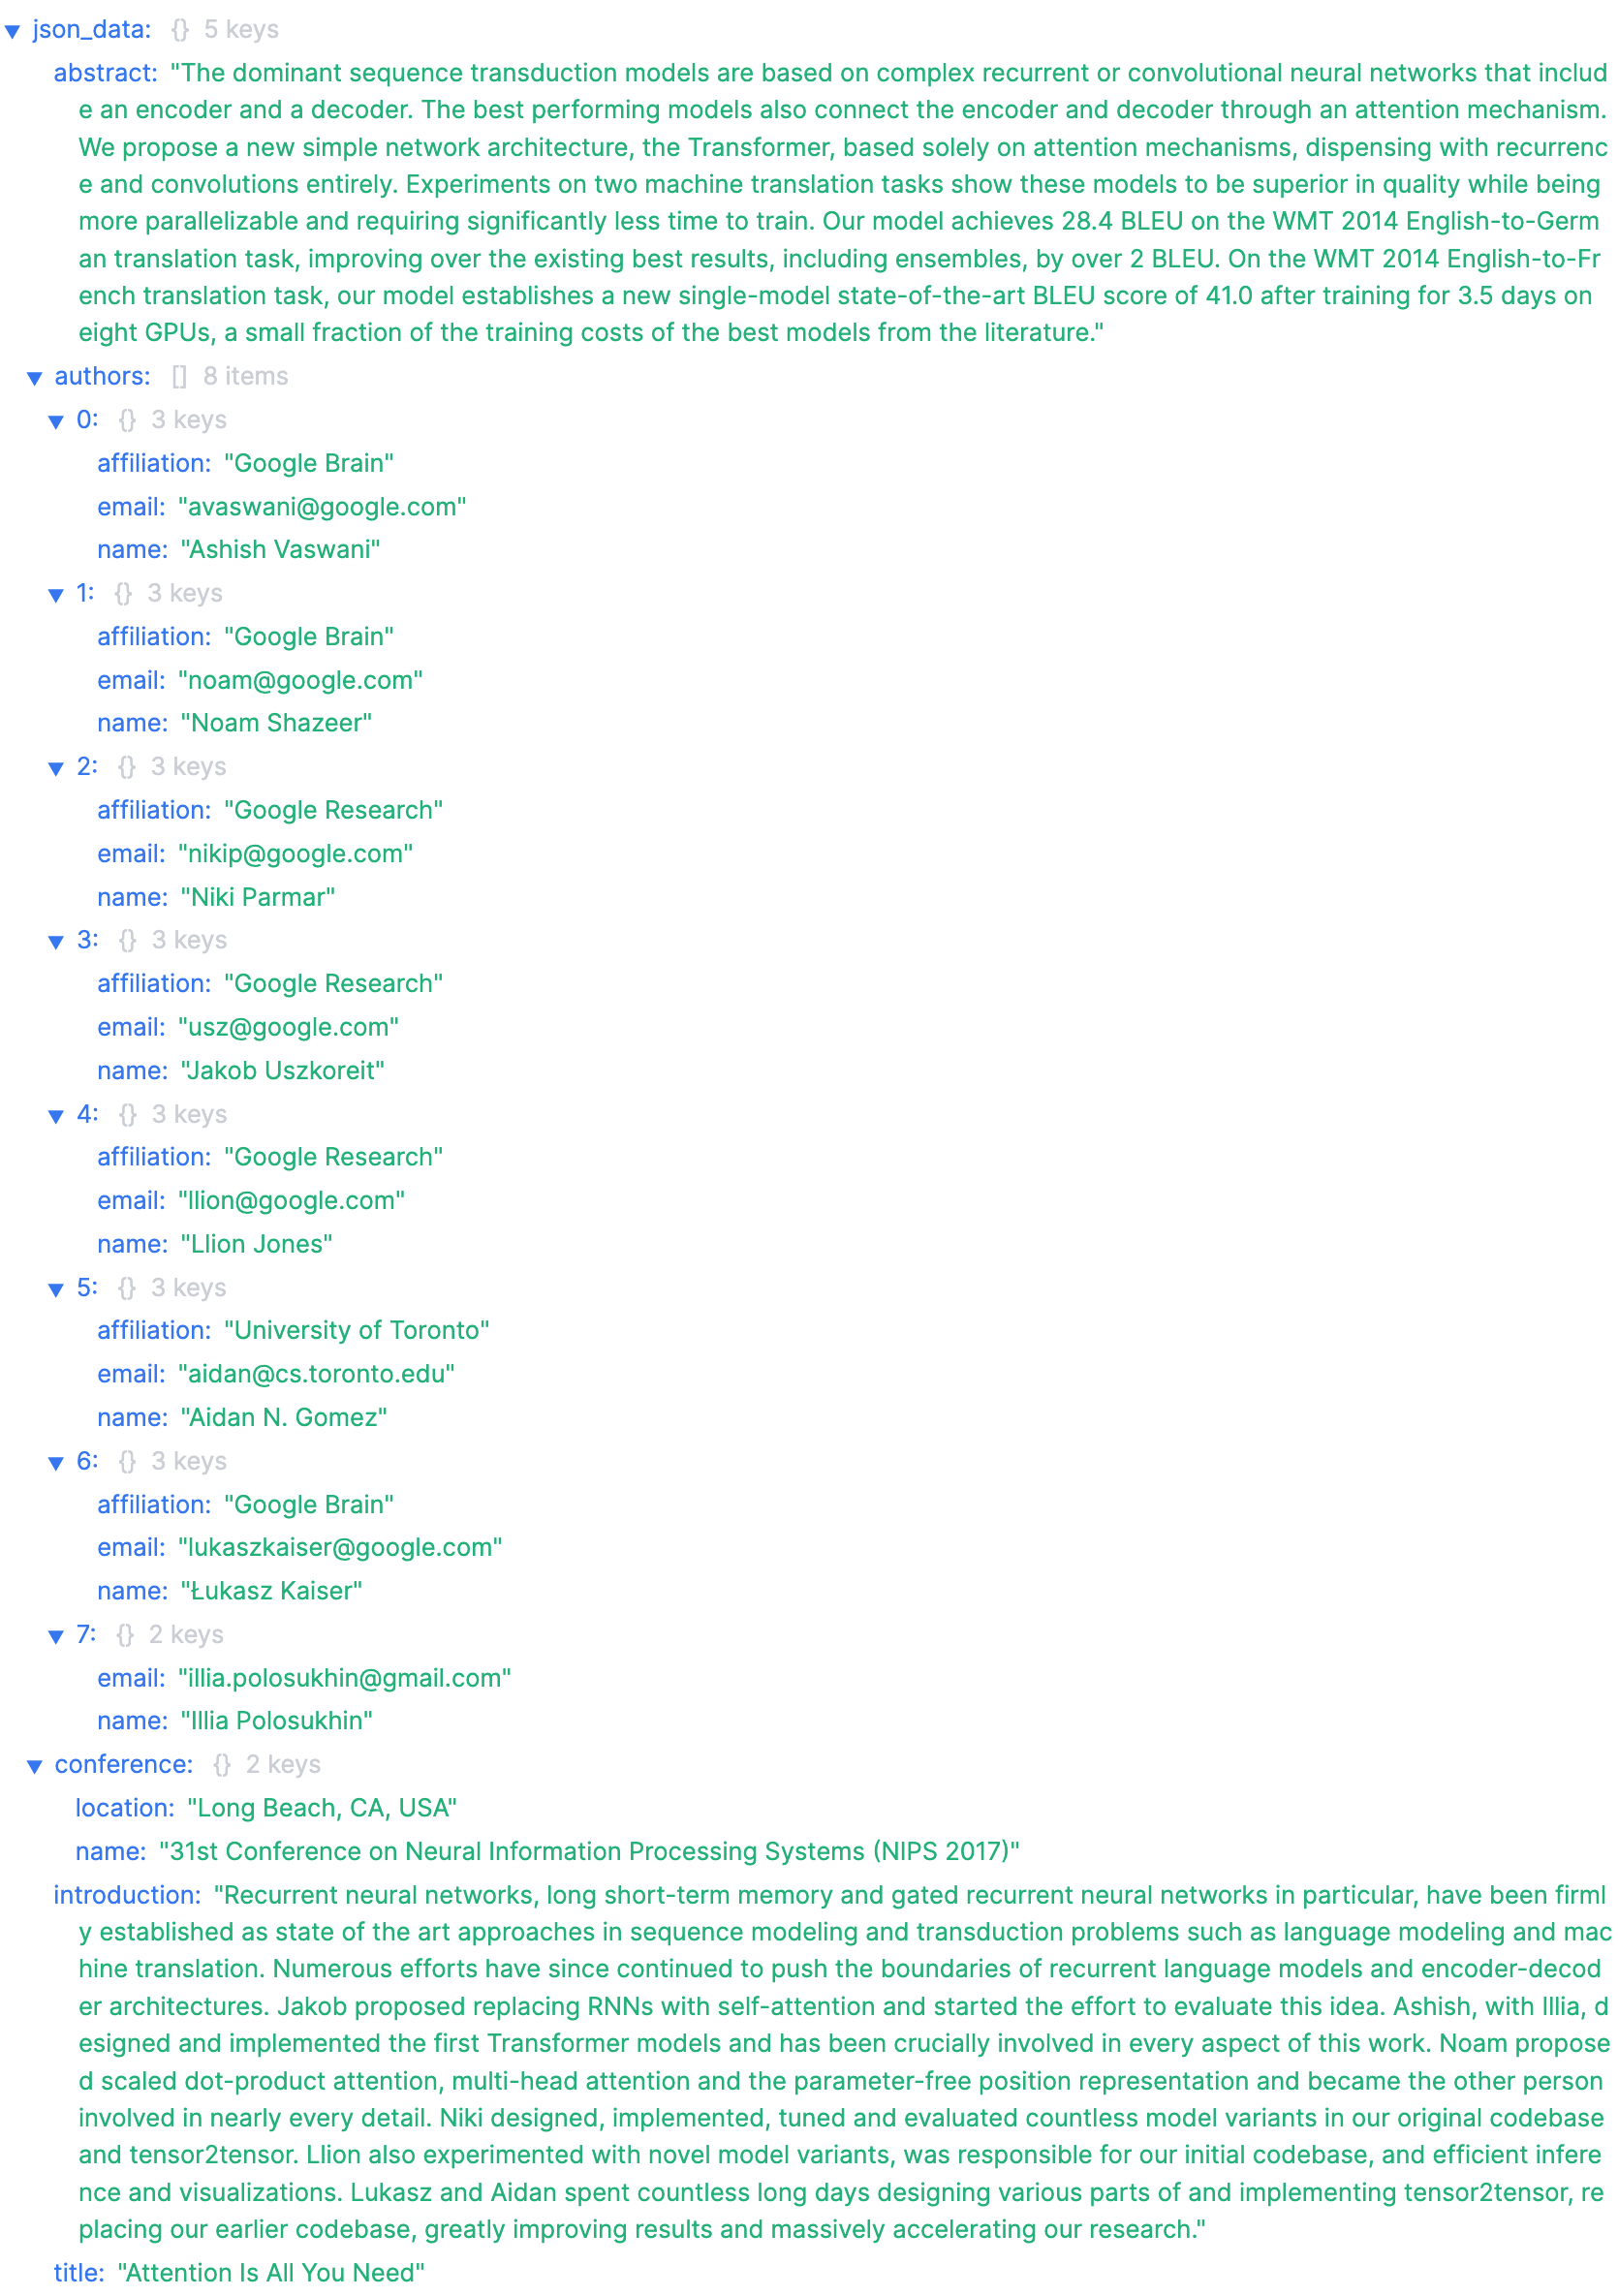 json_data: {} 5 keys
abstract: "The dominant sequence transduction models are based on complex recurrent or convolutional neural networks that includ
e an encoder and a decoder. The best performing models also connect the encoder and decoder through an attention mechanism.
We propose a new simple network architecture, the Transformer, based solely on attention mechanisms, dispensing with recurrenc
e and convolutions entirely. Experiments on two machine translation tasks show these models to be superior in quality while being
more parallelizable and requiring significantly less time to train. Our model achieves 28.4 BLEU on the WMT 2014 English-to-Germ
an translation task, improving over the existing best results, including ensembles, by over 2 BLEU. On the WMT 2014 English-to-Fr
ench translation task, our model establishes a new single-model state-of-the-art BLEU score of 41.0 after training for 3.5 days on
eight GPUs, a small fraction of the training costs of the best models from the literature."
authors: [] 8 items
0: {} 3 keys
affiliation: "Google Brain"
email: "avaswani@google.com"
name: "Ashish Vaswani"
1: {} 3 keys
affiliation: "Google Brain"
email: "noam@google.com"
name: "Noam Shazeer"
2: {} 3 keys
affiliation: "Google Research"
email: "nikip@google.com"
name: "Niki Parmar"
3: {} 3 keys
affiliation: "Google Research"
email: "usz@google.com"
name: "Jakob Uszkoreit"
4: {} 3 keys
affiliation: "Google Research"
email: "llion@google.com"
name: "Llion Jones"
5: {} 3 keys
affiliation: "University of Toronto"
email: "aidan@cs.toronto.edu"
name: "Aidan N. Gomez"
6: {} 3 keys
affiliation: "Google Brain"
email: "lukaszkaiser@google.com"
name: "Łukasz Kaiser"
7: {} 2 keys
email: "illia.polosukhin@gmail.com"
name: "Illia Polosukhin"
conference: {} 2 keys
location: "Long Beach, CA, USA"
name: "31st Conference on Neural Information Processing Systems (NIPS 2017)"
introduction: "Recurrent neural networks, long short-term memory and gated recurrent neural networks in particular, have been firml
y established as state of the art approaches in sequence modeling and transduction problems such as language modeling and mac
hine translation. Numerous efforts have since continued to push the boundaries of recurrent language models and encoder-decod
er architectures. Jakob proposed replacing RNNs with self-attention and started the effort to evaluate this idea. Ashish, with Illia, d
esigned and implemented the first Transformer models and has been crucially involved in every aspect of this work. Noam propose
d scaled dot-product attention, multi-head attention and the parameter-free position representation and became the other person
involved in nearly every detail. Niki designed, implemented, tuned and evaluated countless model variants in our original codebase
and tensor2tensor. Llion also experimented with novel model variants, was responsible for our initial codebase, and efficient infere
nce and visualizations. Lukasz and Aidan spent countless long days designing various parts of and implementing tensor2tensor, re
placing our earlier codebase, greatly improving results and massively accelerating our research."
title: "Attention Is All You Need"